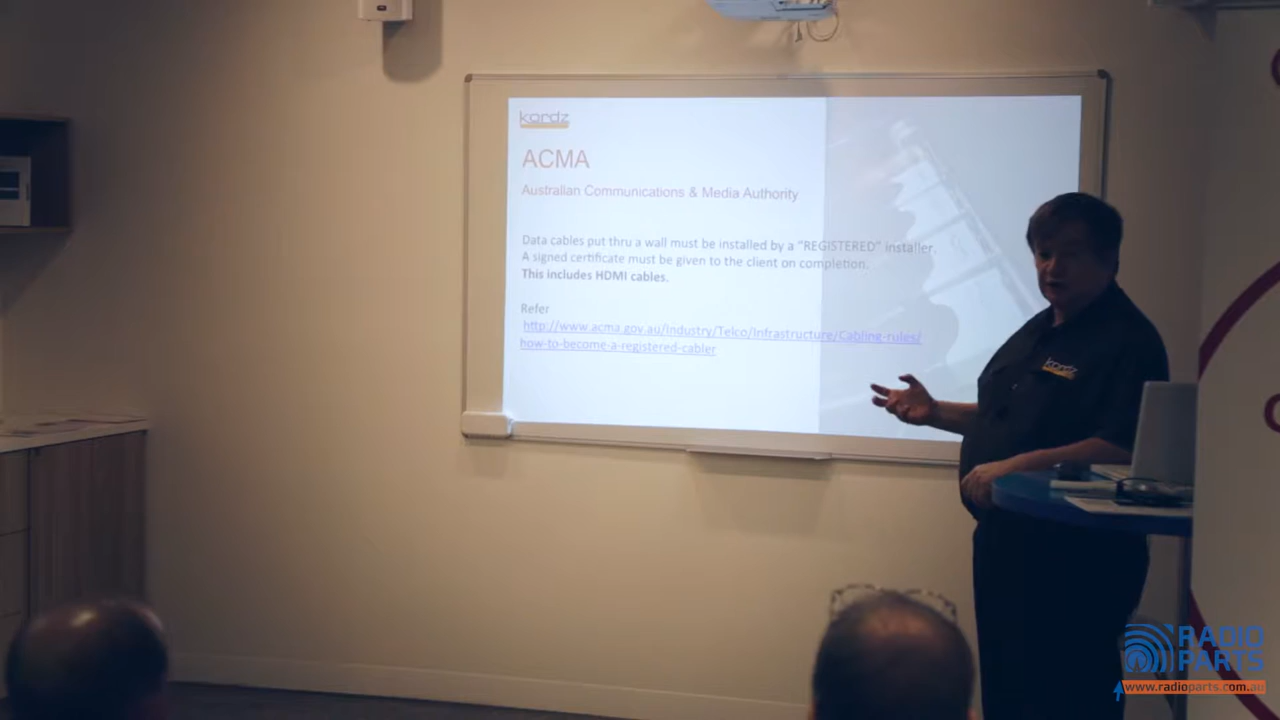 kordz
ACMA
Australian Communications & Media Authority
Data cables put thru a wall must be installed by a "REGISTERED" installer.
A signed certificate must be given to the client on completion.
This includes HDMI cables.
Refer
http://www.acma.gov.au/Industry/Telco/Infrastructure/Cabling-rules/
how-to-become-a-registered-cabler
kordz
RADIO
PARTS
www.radioparts.com.au